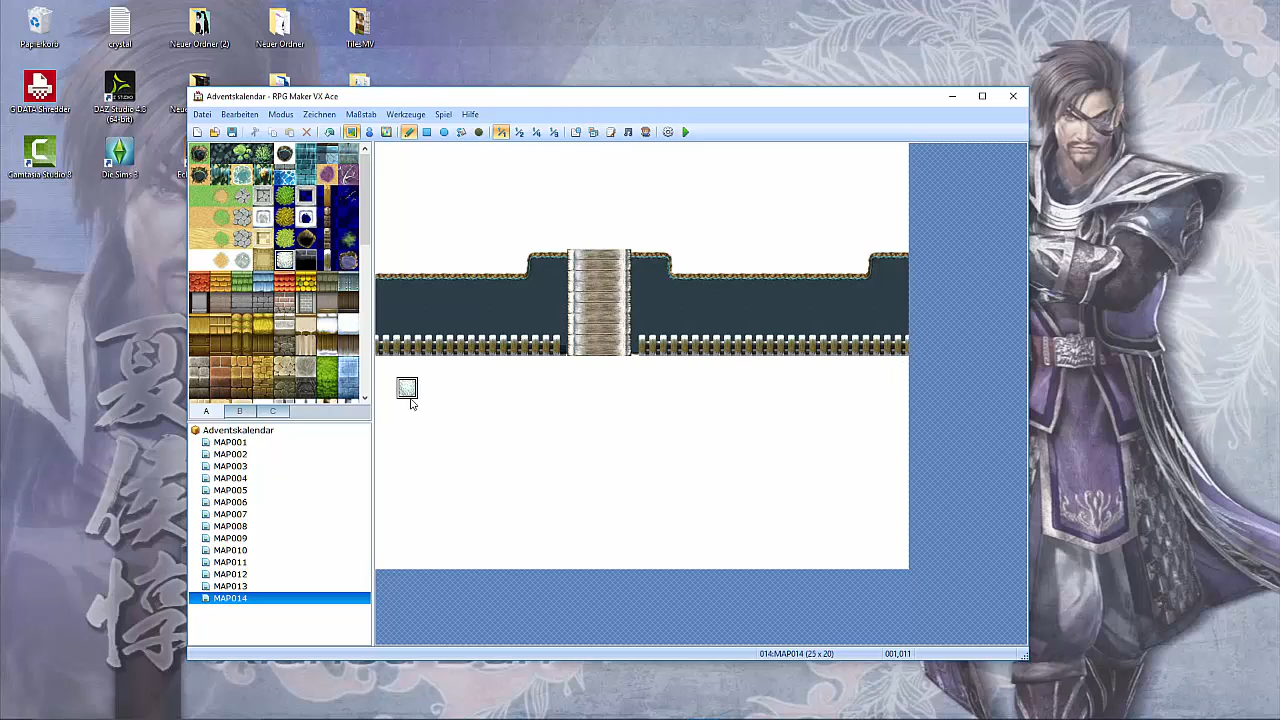 Papierkorb
crystal
Neuer Ordner (2)
Neuer Ordner
Tiles MV
G DATA Shredder
DAZ Studio 4.8 (64-bit)
Camtasia Studio 8
Die Sims 3
Adventskalendar - RPG Maker VX Ace
Datei Bearbeiten Modus Zeichnen Maßstab Werkzeuge Spiel Hilfe
A B C
Adventskalendar
MAP001
MAP002
MAP003
MAP004
MAP005
MAP006
MAP007
MAP008
MAP009
MAP010
MAP011
MAP012
MAP013
MAP014
014:MAP014 (25 x 20) 001,011
夏
侯
惇